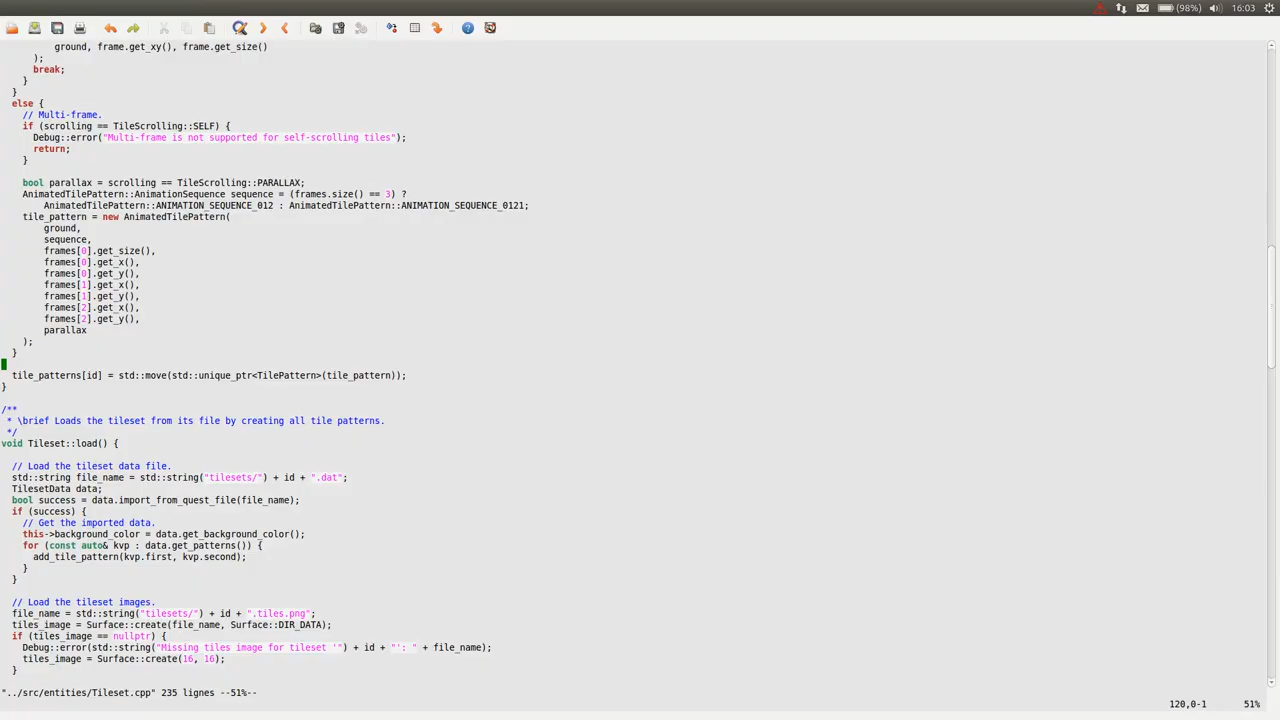 (98%) 16:03
ground, frame.get_xy(), frame.get_size()
);
break;
}
}
else {
// Multi-frame.
if (scrolling == TileScrolling::SELF) {
Debug::error("Multi-frame is not supported for self-scrolling tiles");
return;
}
bool parallax = scrolling == TileScrolling::PARALLAX;
AnimatedTilePattern::AnimationSequence sequence = (frames.size() == 3) ?
AnimatedTilePattern::ANIMATION_SEQUENCE_012 : AnimatedTilePattern::ANIMATION_SEQUENCE_0121;
tile_pattern = new AnimatedTilePattern(
ground,
sequence,
frames[0].get_size(),
frames[0].get_x(),
frames[0].get_y(),
frames[1].get_x(),
frames[1].get_y(),
frames[2].get_x(),
frames[2].get_y(),
parallax
);
}
tile_patterns[id] = std::move(std::unique_ptr<TilePattern>(tile_pattern));
}
/**
* \brief Loads the tileset from its file by creating all tile patterns.
*/
void Tileset::load() {
// Load the tileset data file.
std::string file_name = std::string("tilesets/") + id + ".dat";
TilesetData data;
bool success = data.import_from_quest_file(file_name);
if (success) {
// Get the imported data.
this->background_color = data.get_background_color();
for (const auto& kvp : data.get_patterns()) {
add_tile_pattern(kvp.first, kvp.second);
}
}
// Load the tileset images.
file_name = std::string("tilesets/") + id + ".tiles.png";
tiles_image = Surface::create(file_name, Surface::DIR_DATA);
if (tiles_image == nullptr) {
Debug::error(std::string("Missing tiles image for tileset '") + id + "': " + file_name);
tiles_image = Surface::create(16, 16);
}
"../src/entities/Tileset.cpp" 235 lignes --51%--
120,0-1 51%